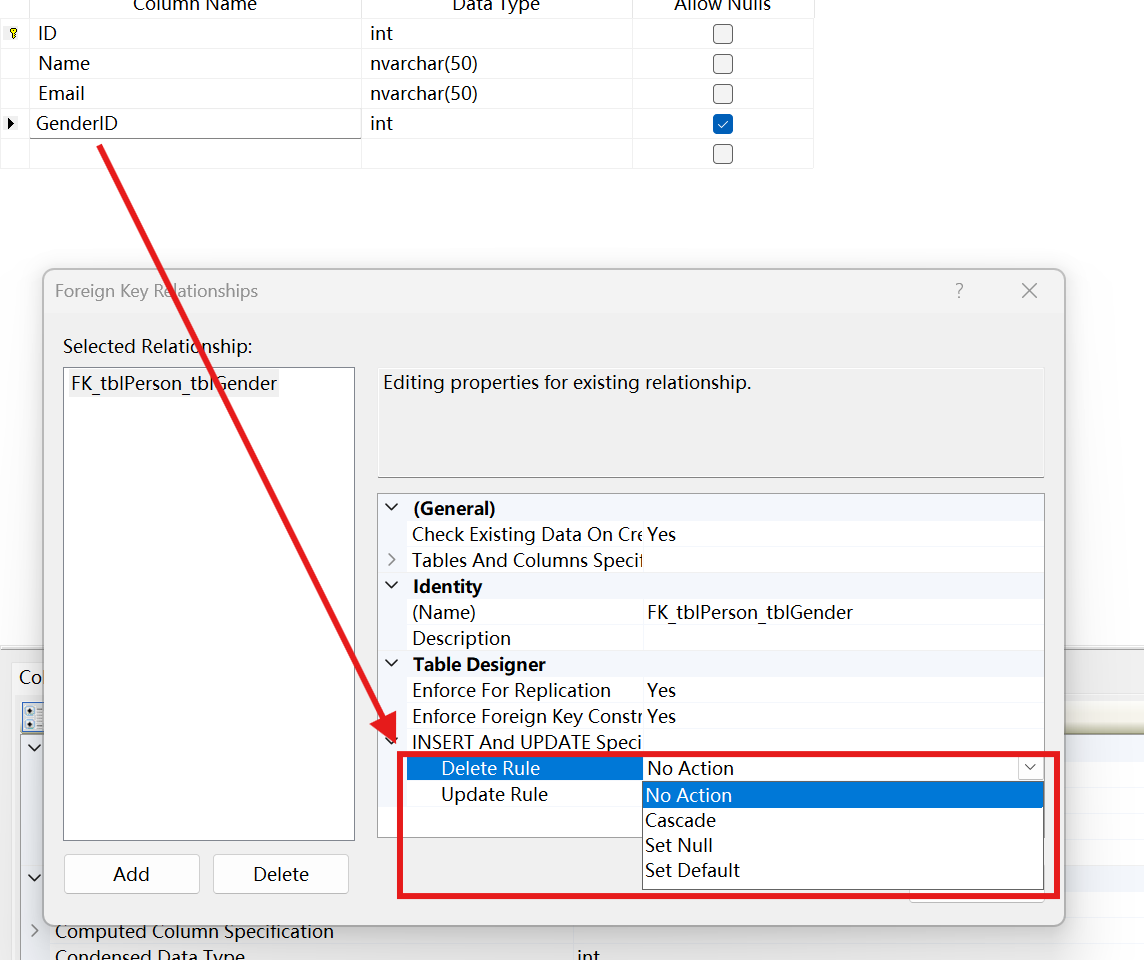 Column Name Data Type Allow Nulls
ID int
Name nvarchar(50)
Email nvarchar(50)
GenderID int
Foreign Key Relationships ?
Selected Relationship:
FK_tblPerson_tblGender
Editing properties for existing relationship.
(General)
Check Existing Data On Cre Yes
Tables And Columns Specif
Identity
(Name) FK_tblPerson_tblGender
Description
Table Designer
Enforce For Replication Yes
Enforce Foreign Key Constr Yes
INSERT And UPDATE Speci
Delete Rule No Action
Update Rule
No Action
Cascade
Set Null
Set Default
Add Delete
Col
Computed Column Specification
Condensed Data Type int